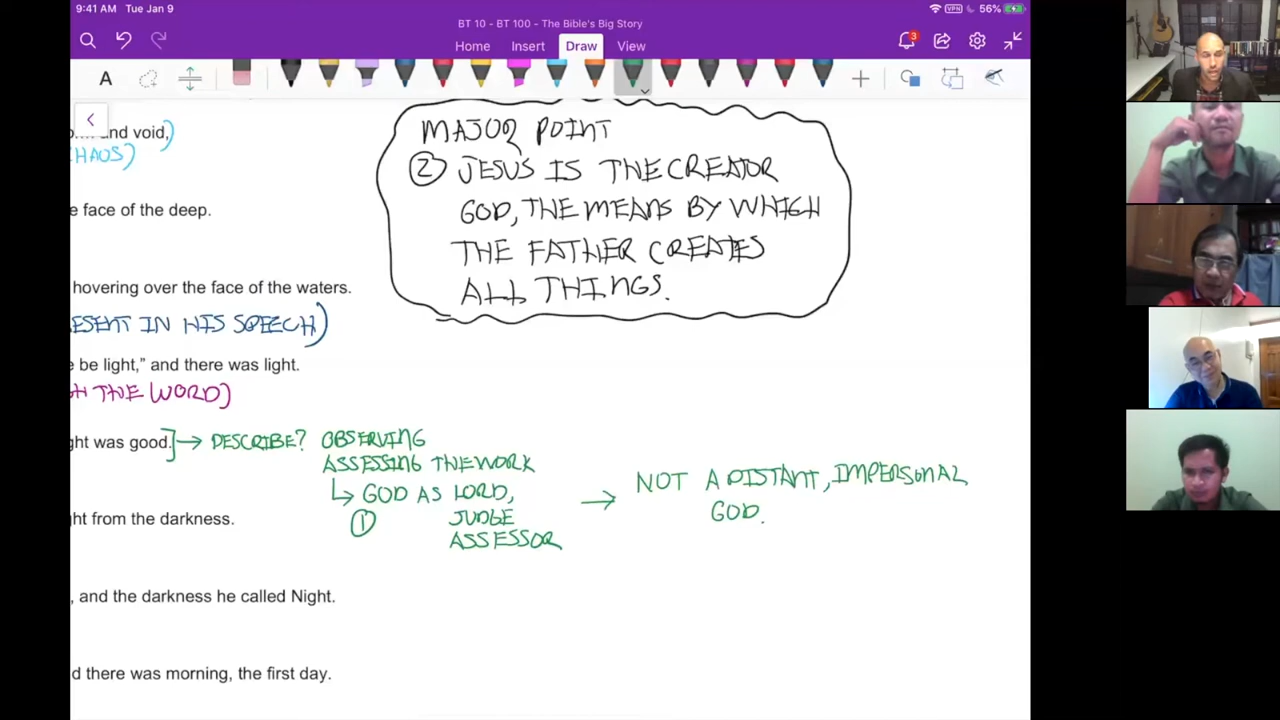 9:41 AM Tue Jan 9
VPN 56%
BT 10 - BT 100 - The Bible's Big Story
Home Insert Draw View
3
A
and void,)
CHAOS)
MAJOR POINT
② JESUS IS THE CREATOR
GOD, THE MEANS BY WHICH
THE FATHER CREATES
ALL THINGS.
e face of the deep.
hovering over the face of the waters.
ESENT IN HIS SPEECH)
e be light,” and there was light.
H THE WORD)
ght was good.] → DESCRIBE? OBSERVING
ASSESSING THE WORK
↳ GOD AS LORD,
① JUDGE
ASSESSOR
→ NOT A DISTANT, IMPERSONAL
GOD.
ght from the darkness.
, and the darkness he called Night.
d there was morning, the first day.